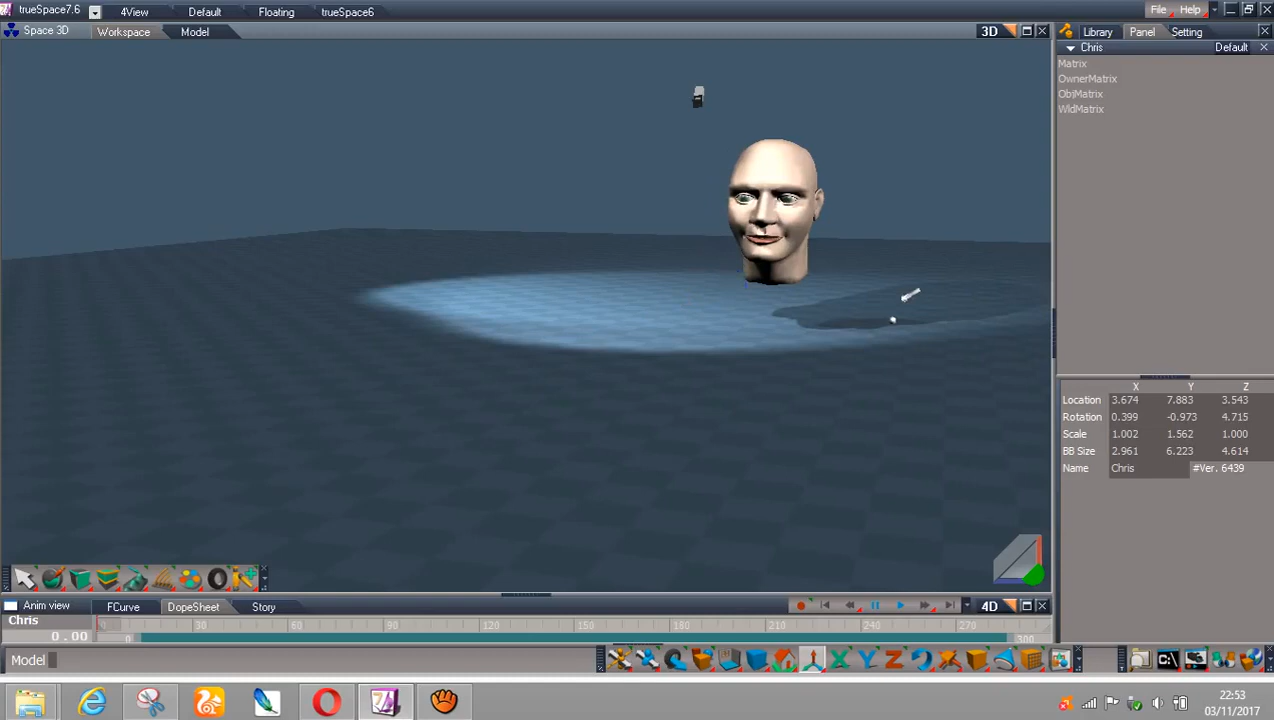 trueSpace7.6 4View Default Floating trueSpace6 File Help
Space 3D Workspace Model 3D Library Panel Setting
Chris Default
Matrix
OwnerMatrix
ObjMatrix
WldMatrix
X Y Z
Location 3.674 7.883 3.543
Rotation 0.399 -0.973 4.715
Scale 1.002 1.562 1.000
BB Size 2.961 6.223 4.614
Name Chris #Ver. 6439
Anim view FCurve DopeSheet Story 4D
Chris
0.00 0 30 60 90 120 150 180 210 240 270
0 300
Model
X Y Z
C:\
22:53
03/11/2017